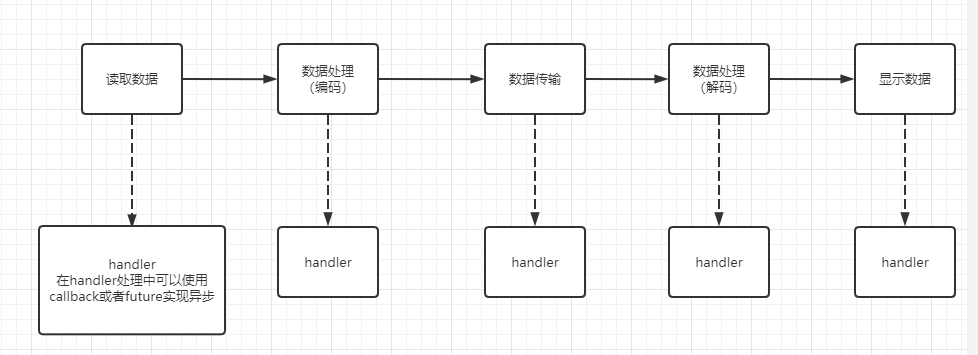 读取数据
数据处理
（编码）
数据传输
数据处理
（解码）
显示数据
handler
在handler处理中可以使用
callback或者future实现异步
handler
handler
handler
handler